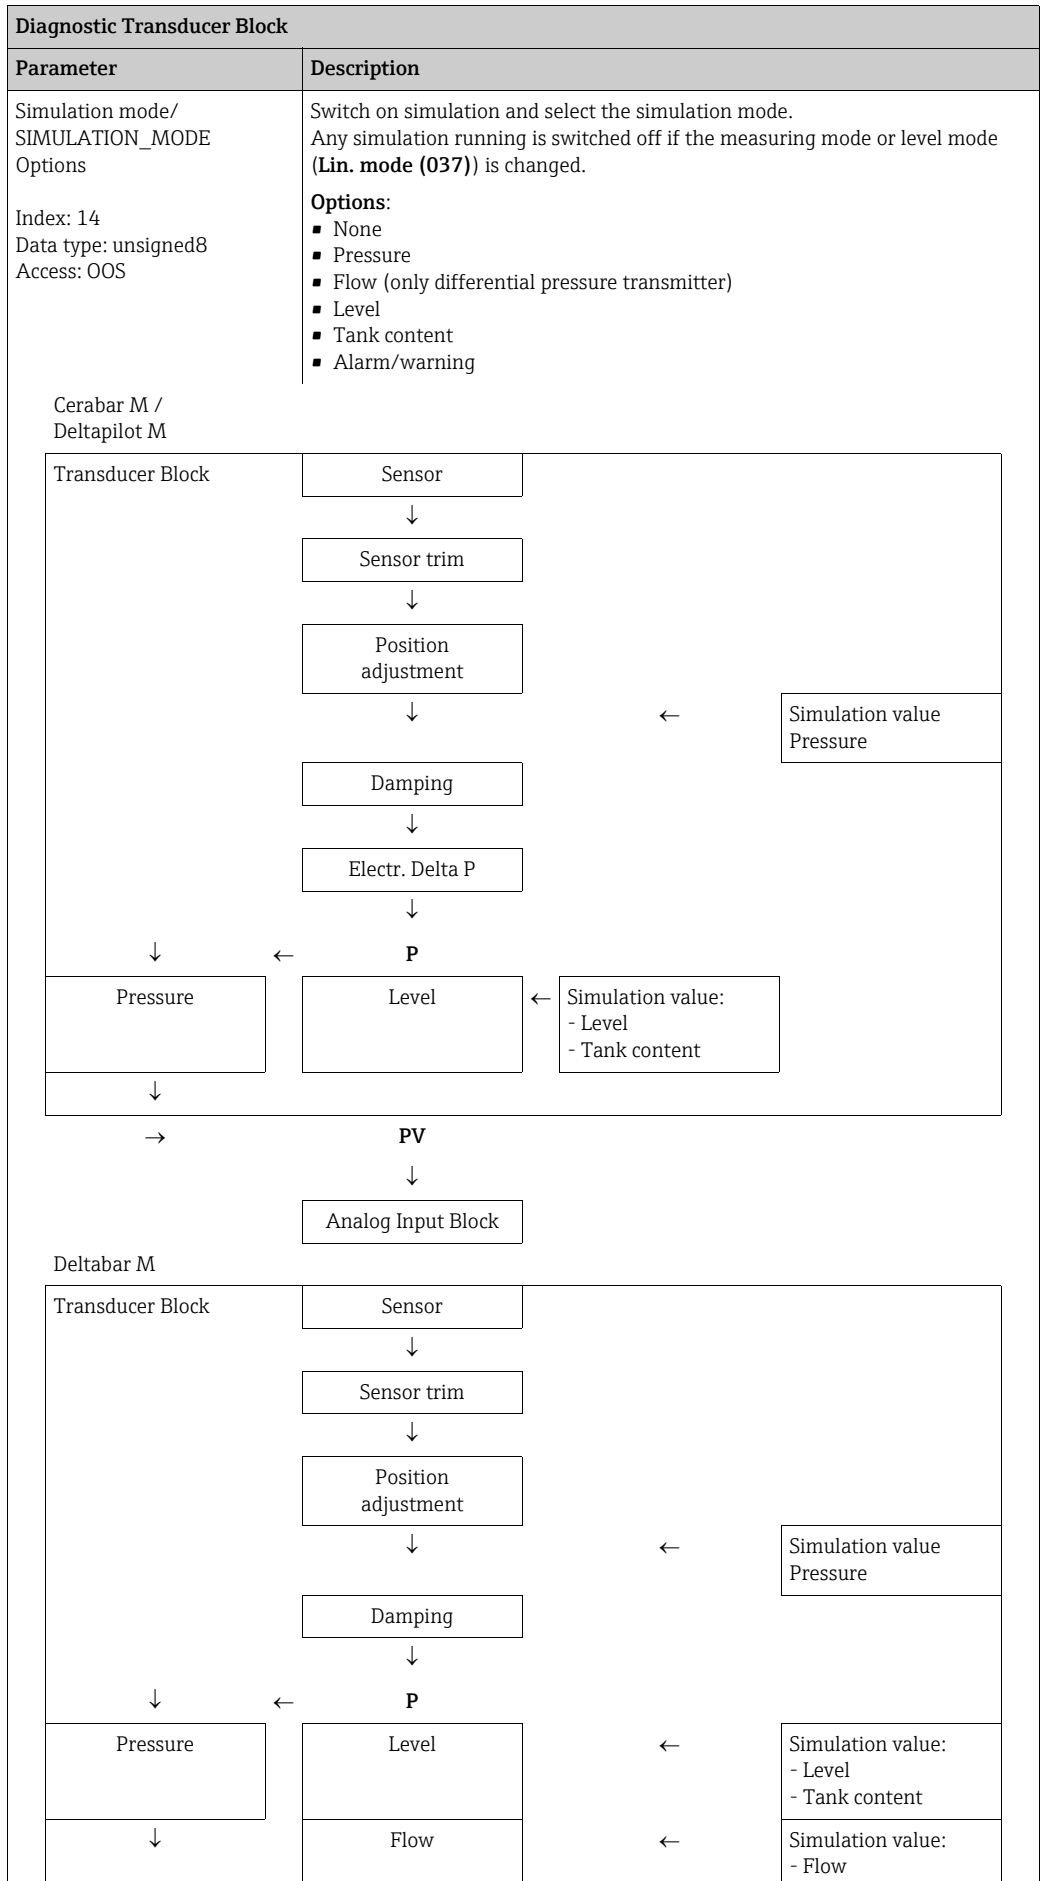 Diagnostic Transducer Block
Parameter Description
Simulation mode/
SIMULATION_MODE
Options
Index: 14
Data type: unsigned8
Access: OOS
Switch on simulation and select the simulation mode.
Any simulation running is switched off if the measuring mode or level mode
(Lin. mode (037)) is changed.
Options:
▪ None
▪ Pressure
▪ Flow (only differential pressure transmitter)
▪ Level
▪ Tank content
▪ Alarm/warning
Cerabar M /
Deltapilot M
Transducer Block Sensor
↓
Sensor trim
↓
Position
adjustment
↓ ← Simulation value
Pressure
Damping
↓
Electr. Delta P
↓
↓ ← P
Pressure Level ← Simulation value:
- Level
- Tank content
↓
→ PV
↓
Analog Input Block
Deltabar M
Transducer Block Sensor
↓
Sensor trim
↓
Position
adjustment
↓ ← Simulation value
Pressure
Damping
↓
↓ ← P
Pressure Level ← Simulation value:
- Level
- Tank content
↓ Flow ← Simulation value:
- Flow